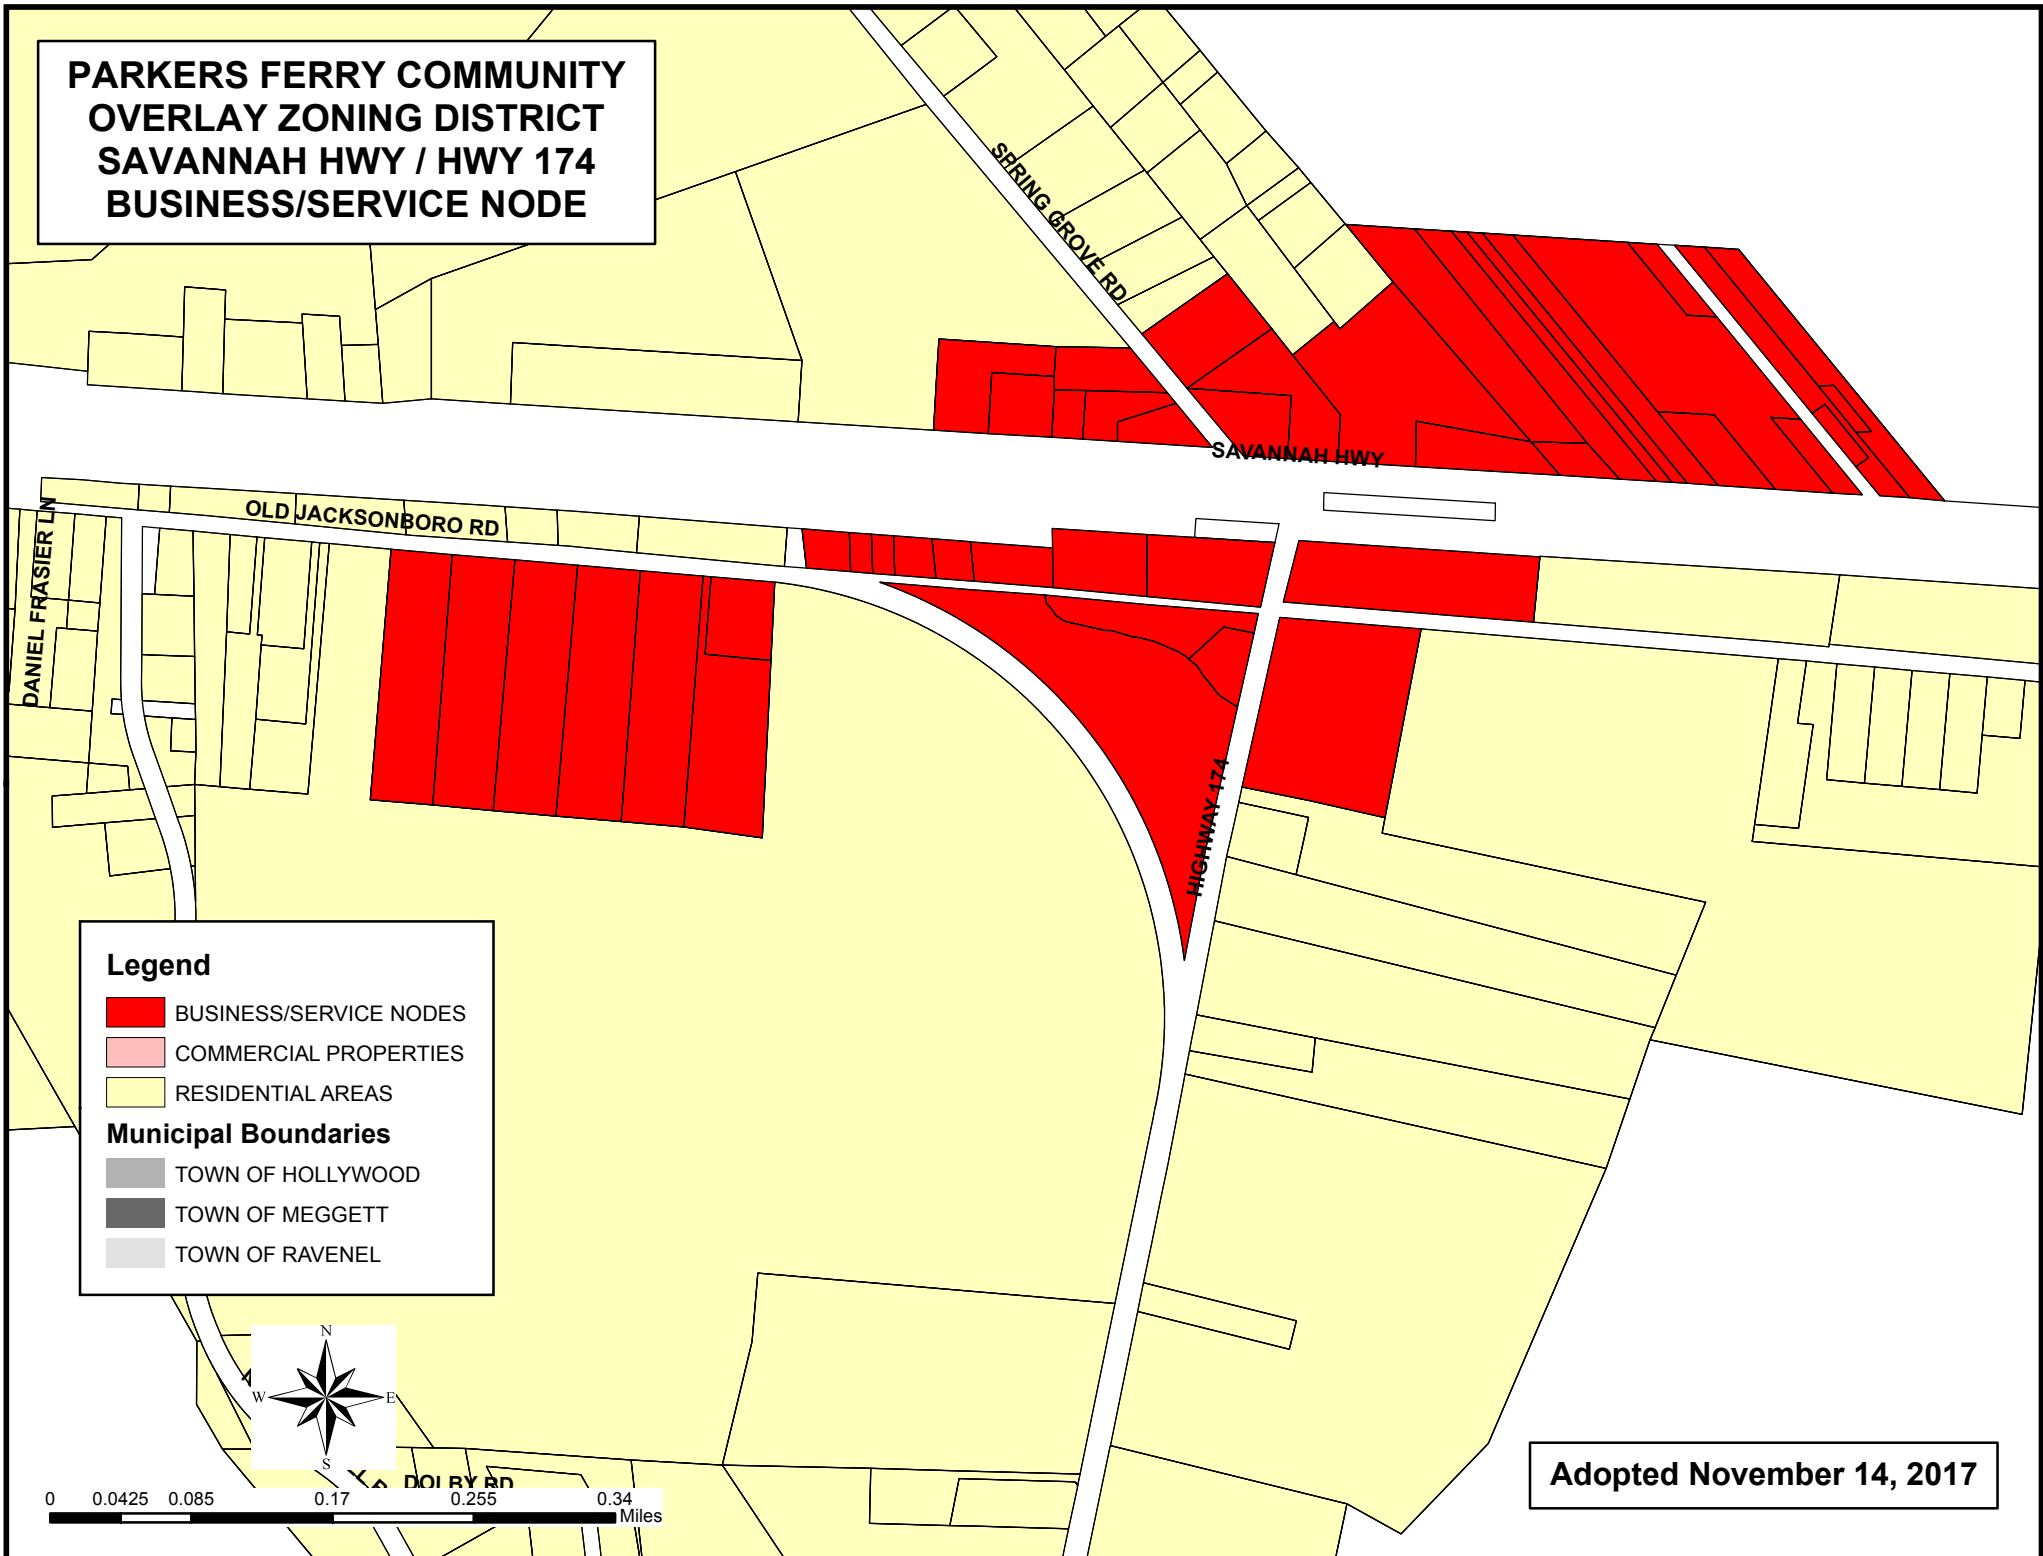 PARKERS FERRY COMMUNITY
OVERLAY ZONING DISTRICT
SAVANNAH HWY / HWY 174
BUSINESS/SERVICE NODE
SPRING GROVE RD
SAVANNAH HWY
OLD JACKSONBORO RD
DANIEL FRASIER LN
HIGHWAY 174
Legend
BUSINESS/SERVICE NODES
COMMERCIAL PROPERTIES
RESIDENTIAL AREAS
Municipal Boundaries
TOWN OF HOLLYWOOD
TOWN OF MEGGETT
TOWN OF RAVENEL
N
W E
S
DOLBY RD
0 0.0425 0.085 0.17 0.255 0.34
Miles
Adopted November 14, 2017